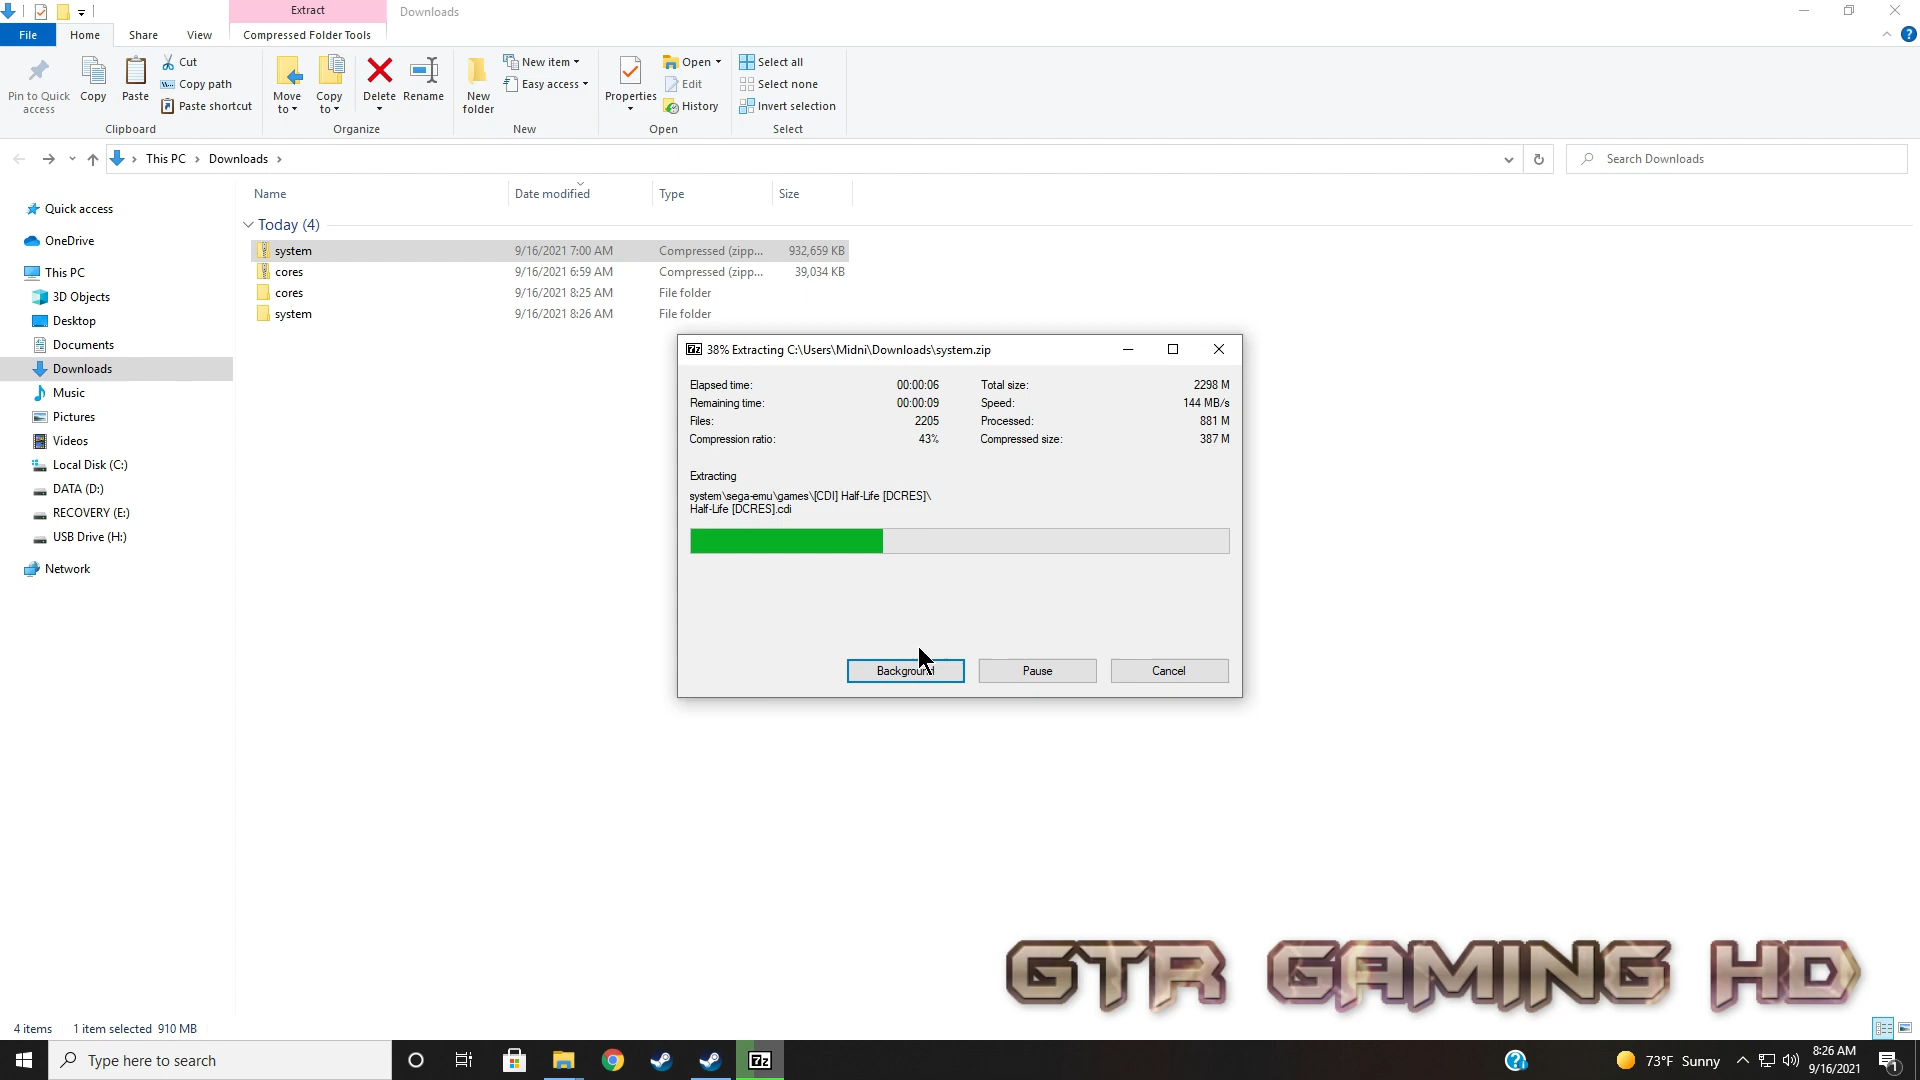 Extract
Downloads
File
Home
Share
View
Compressed Folder Tools
Pin to Quick access
Copy
Paste
Cut
Copy path
Paste shortcut
Clipboard
Move to
Copy to
Delete
Rename
Organize
New folder
New item
Easy access
New
Properties
Open
Edit
History
Open
Select all
Select none
Invert selection
Select
This PC
Downloads
Search Downloads
Name
Date modified
Type
Size
Quick access
OneDrive
This PC
3D Objects
Desktop
Documents
Downloads
Music
Pictures
Videos
Local Disk (C:)
DATA (D:)
RECOVERY (E:)
USB Drive (H:)
Network
Today (4)
system 9/16/2021 7:00 AM Compressed (zipp... 932,659 KB
cores 9/16/2021 6:59 AM Compressed (zipp... 39,034 KB
cores 9/16/2021 8:25 AM File folder
system 9/16/2021 8:26 AM File folder
7z 38% Extracting C:\Users\Midni\Downloads\system.zip
Elapsed time: 00:00:06 Total size: 2298 M
Remaining time: 00:00:09 Speed: 144 MB/s
Files: 2205 Processed: 881 M
Compression ratio: 43% Compressed size: 387 M
Extracting
system\sega-emu\games\[CDI] Half-Life [DCRES]\
Half-Life [DCRES].cdi
Background
Pause
Cancel
GTR GAMING HD
4 items 1 item selected 910 MB
Type here to search
7z
73°F Sunny
8:26 AM
9/16/2021
1